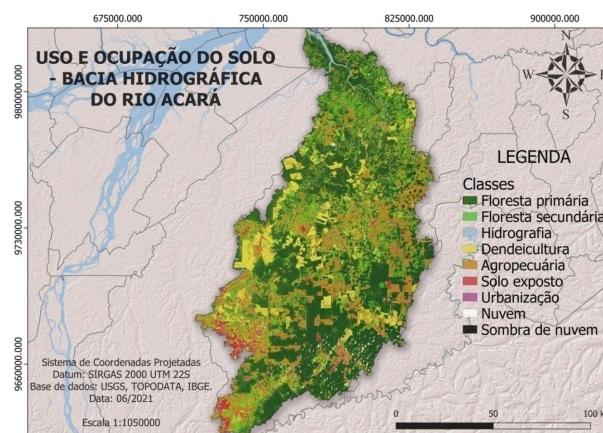 675000.000 750000.000 825000.000 900000.000
USO E OCUPAÇÃO DO SOLO
- BACIA HIDROGRÁFICA
DO RIO ACARÁ
N
W
S
9800000.000
9730000.000
9660000.000
LEGENDA
Classes
Floresta primária
Floresta secundária
Hidrografia
Dendeicultura
Agropecuária
Solo exposto
Urbanização
Nuvem
Sombra de nuvem
Sistema de Coordenadas Projetadas
Datum: SIRGAS 2000 UTM 22S
Base de dados: USGS, TOPODATA, IBGE.
Data: 06/2021
Escala 1:1050000
0 50 100